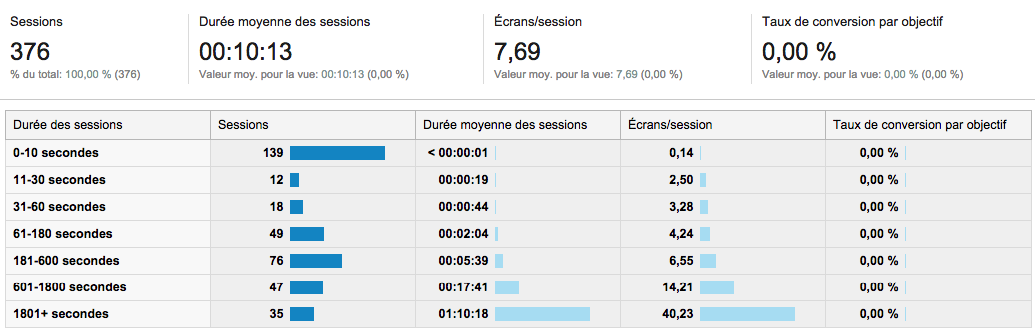 Sessions Durée moyenne des sessions Écrans/session Taux de conversion par objectif
376 00:10:13 7,69 0,00 %
% du total: 100,00 % (376) Valeur moy. pour la vue: 00:10:13 (0,00 %) Valeur moy. pour la vue: 7,69 (0,00 %) Valeur moy. pour la vue: 0,00 % (0,00 %)
Durée des sessions Sessions Durée moyenne des sessions Écrans/session Taux de conversion par objectif
0-10 secondes 139 < 00:00:01 0,14 0,00 %
11-30 secondes 12 00:00:19 2,50 0,00 %
31-60 secondes 18 00:00:44 3,28 0,00 %
61-180 secondes 49 00:02:04 4,24 0,00 %
181-600 secondes 76 00:05:39 6,55 0,00 %
601-1800 secondes 47 00:17:41 14,21 0,00 %
1801+ secondes 35 01:10:18 40,23 0,00 %